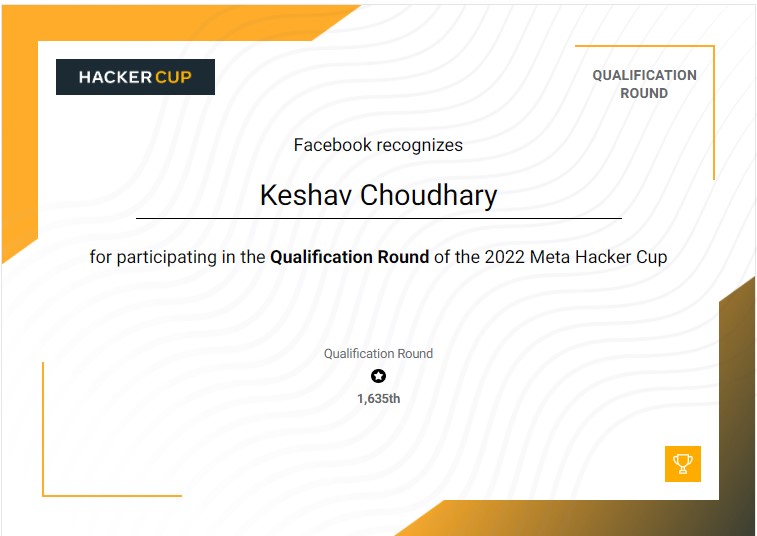 HACKER CUP
QUALIFICATION
ROUND
Facebook recognizes
Keshav Choudhary
for participating in the Qualification Round of the 2022 Meta Hacker Cup
Qualification Round
1,635th